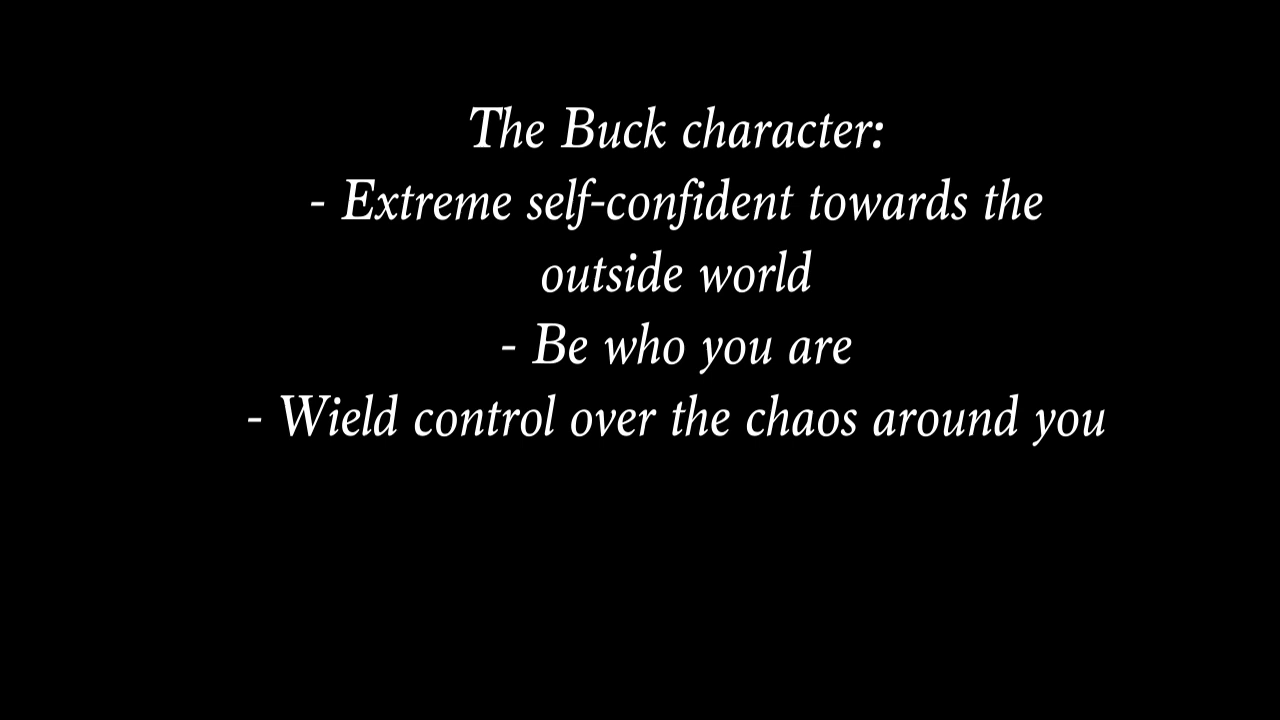 The Buck character:
- Extreme self-confident towards the
outside world
- Be who you are
- Wield control over the chaos around you